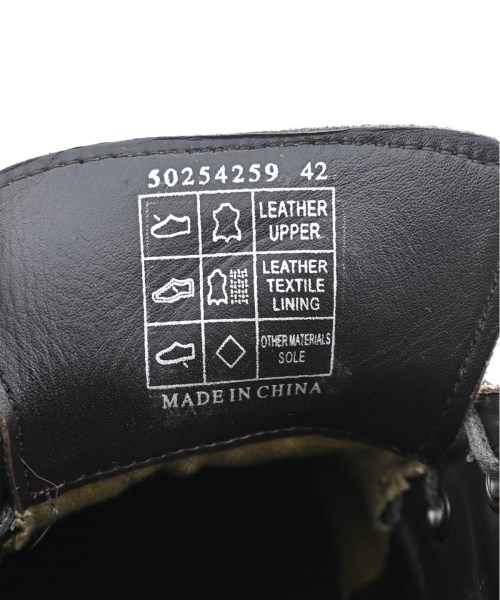 50254259 42
LEATHER
UPPER
LEATHER
TEXTILE
LINING
OTHER MATERIALS
SOLE
MADE IN CHINA